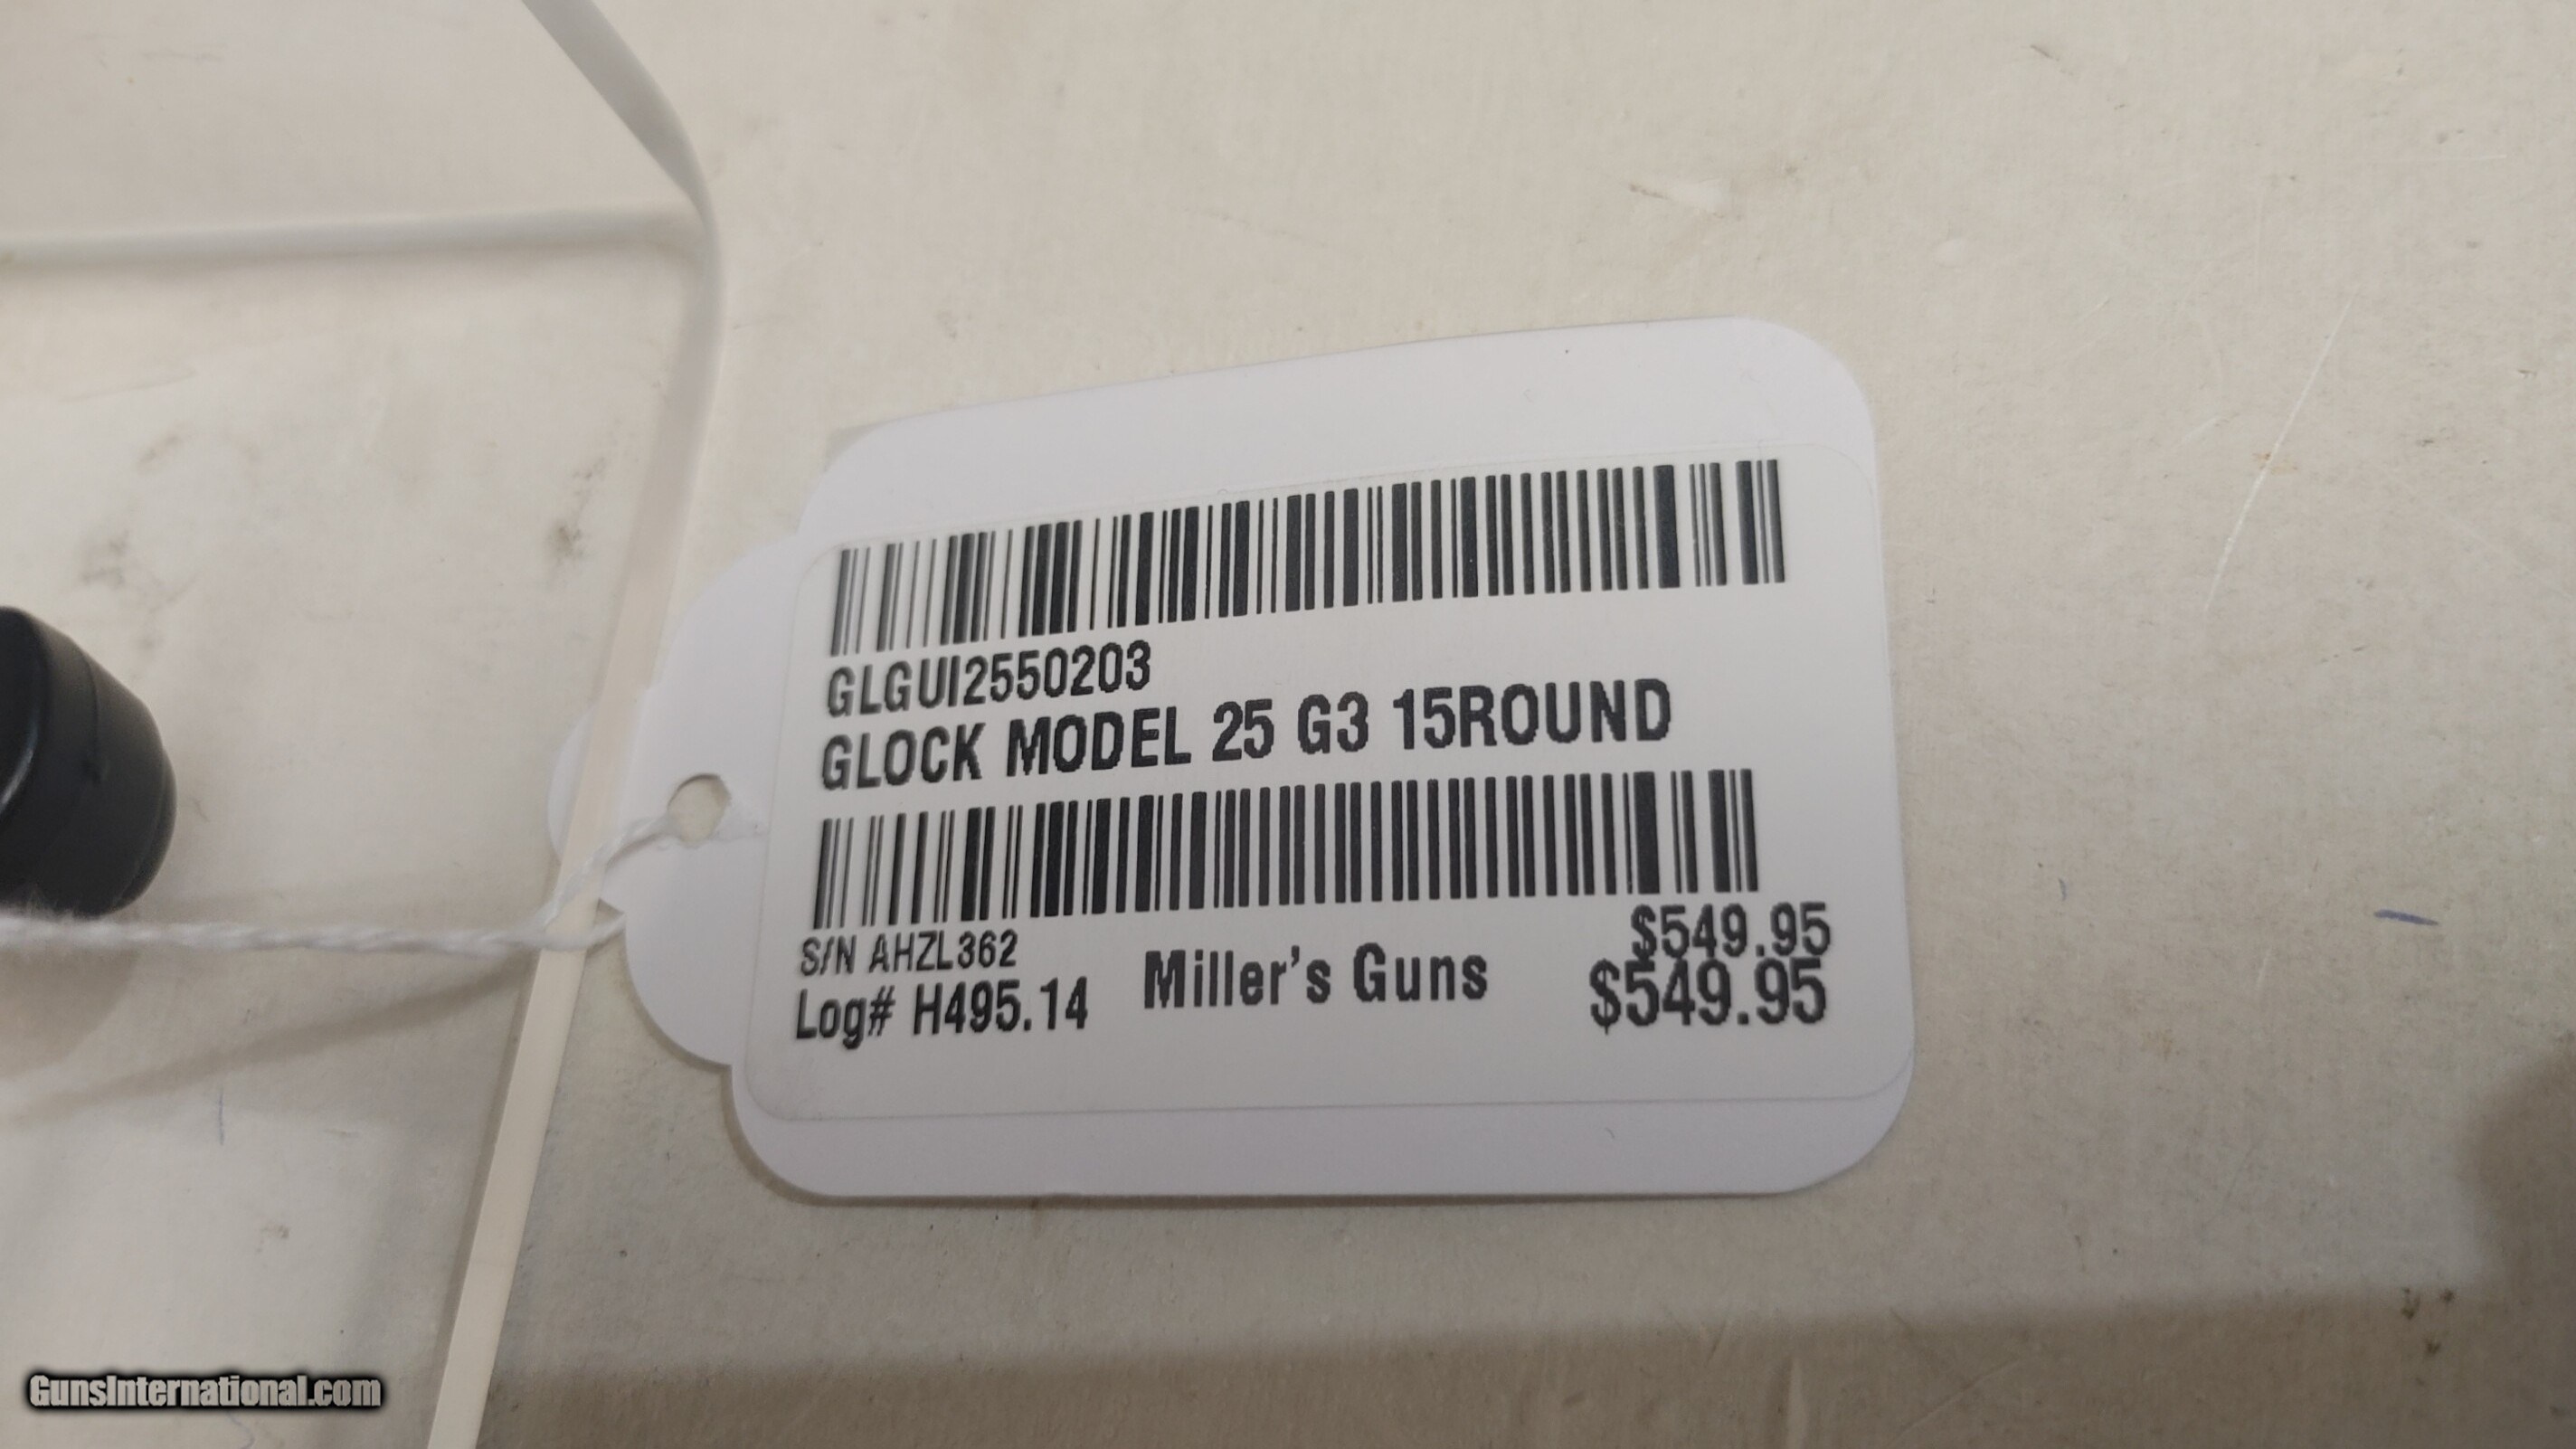 GLGUI2550203
GLOCK MODEL 25 G3 15ROUND
S/N AHZL362
$549.95
Log# H495.14
Miller's Guns
$549.95
GunsInternational.com